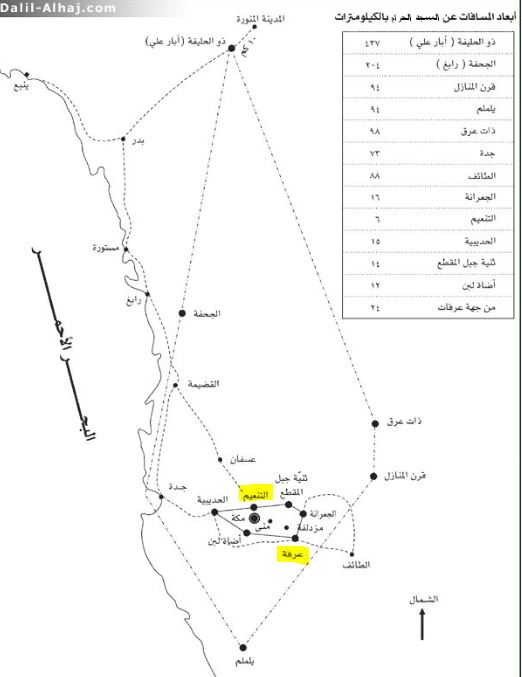 Dalil-Alhaj.com
أبعاد المسافات عن المسجد الحرام بالكيلومترات
ذو الحليفة ( أبار علي ) ٤٣٧
الجحفة ( رابغ ) ٢٠٤
قرن المنازل ٩٤
يلملم ٩٤
ذات عرق ٩٨
جدة ٧٣
الطائف ٨٨
الجعرانة ١٦
التنعيم ٦
الحديبية ١٥
ثنية جبل المقطع ١٤
أضاة لبن ١٢
من جهة عرفات ٢٤
المدينة المنورة
ذو الحليفة (أبار علي)
ينبع
بدر
مستورة
رابغ
الجحفة
البحر الأحمر
القضيمة
ذات عرق
عسفان
قرن المنازل
ثنيّة جبل
المقطع
التنعيم
جدة
الحديبية
الجعرانة
مكة
منى
مزدلفة
أضاة لبن
عرفة
الطائف
الشمال
يلملم